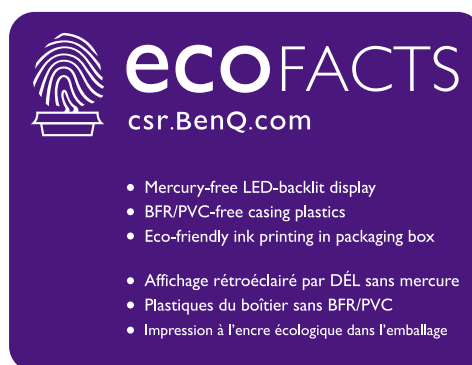 ecoFACTS
csr.BenQ.com
• Mercury-free LED-backlit display
• BFR/PVC-free casing plastics
• Eco-friendly ink printing in packaging box
• Affichage rétroéclairé par DÉL sans mercure
• Plastiques du boîtier sans BFR/PVC
• Impression à l'encre écologique dans l'emballage